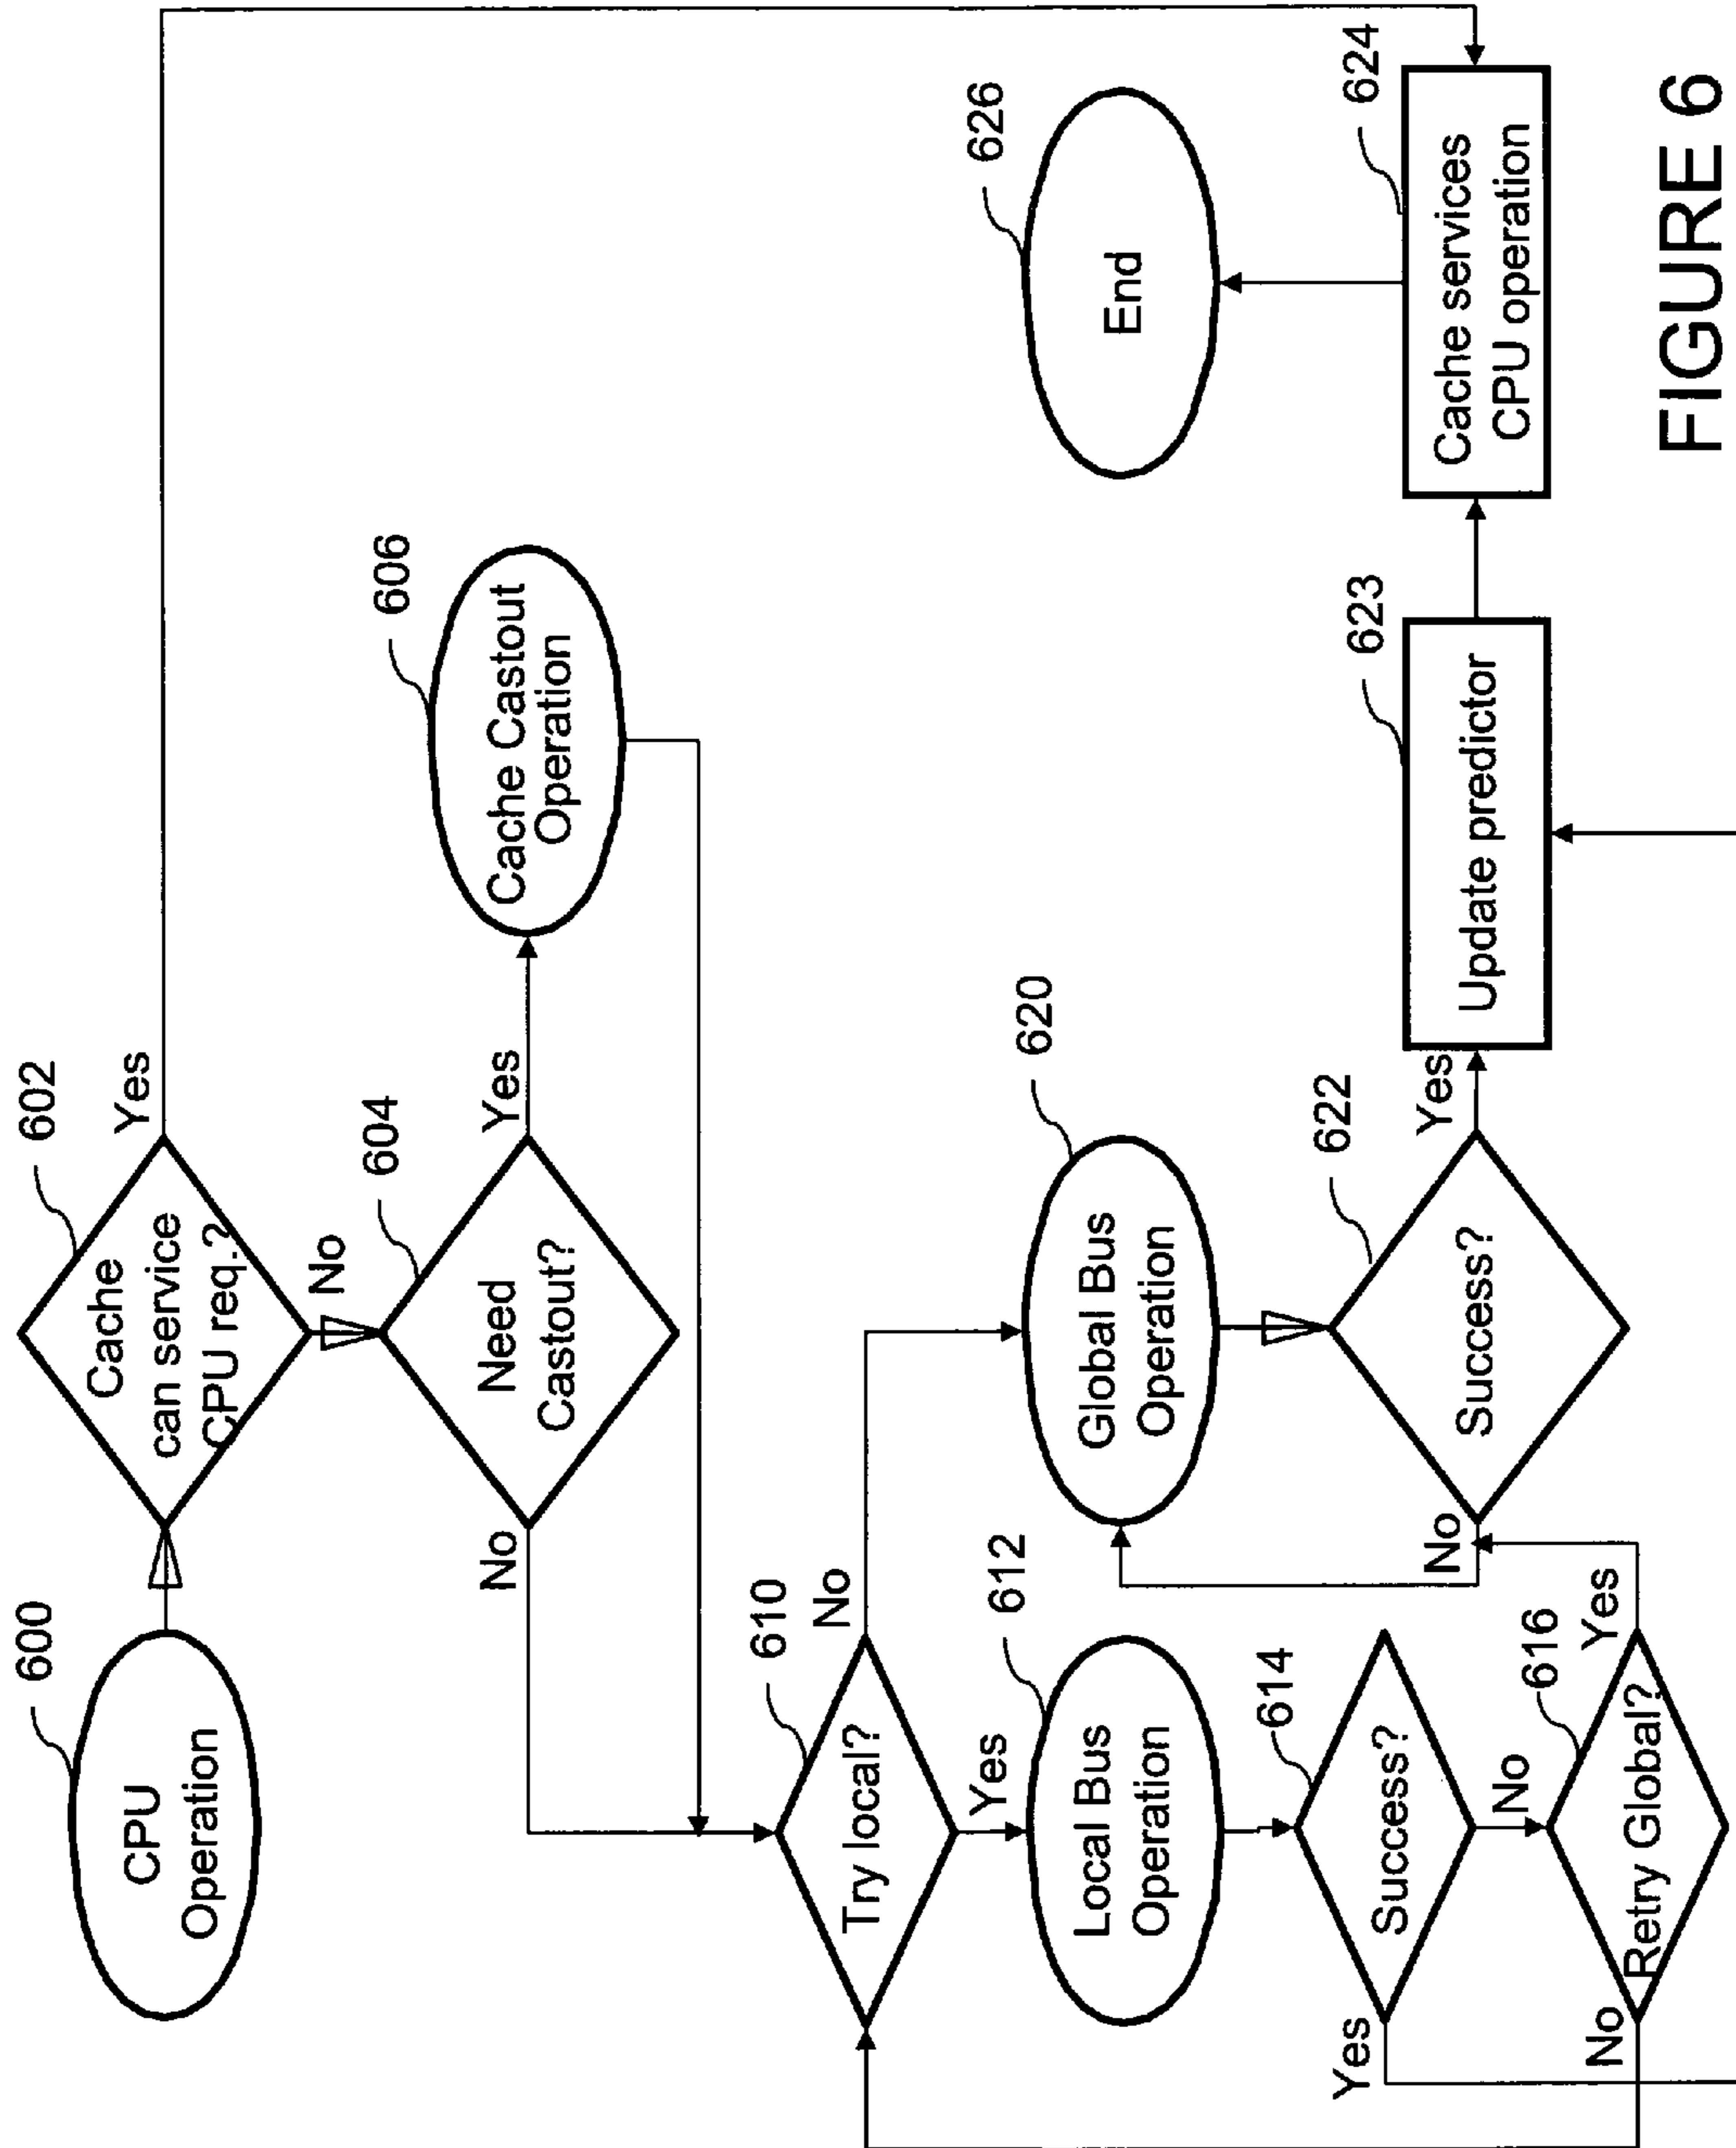 600
CPU
Operation
602
Cache
can service
CPU req.?
Yes
No
604
Need
Castout?
No
Yes
606
Cache Castout
Operation
610
Try local?
No
Yes
612
Local Bus
Operation
614
Success?
Yes
No
616
Retry Global?
No
Yes
620
Global Bus
Operation
622
Success?
No
Yes
623
Update predictor
624
Cache services
CPU operation
626
End
FIGURE 6